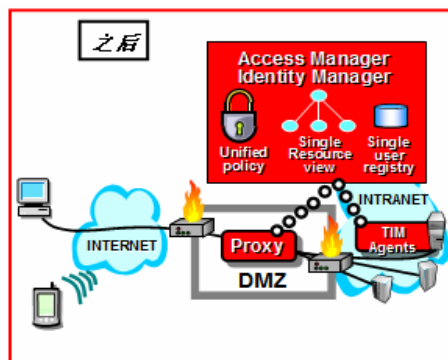 之后
Access Manager
Identity Manager
Unified
policy
Single
Resource
view
Single
user
registry
INTRANET
INTERNET
Proxy
TIM
Agents
DMZ